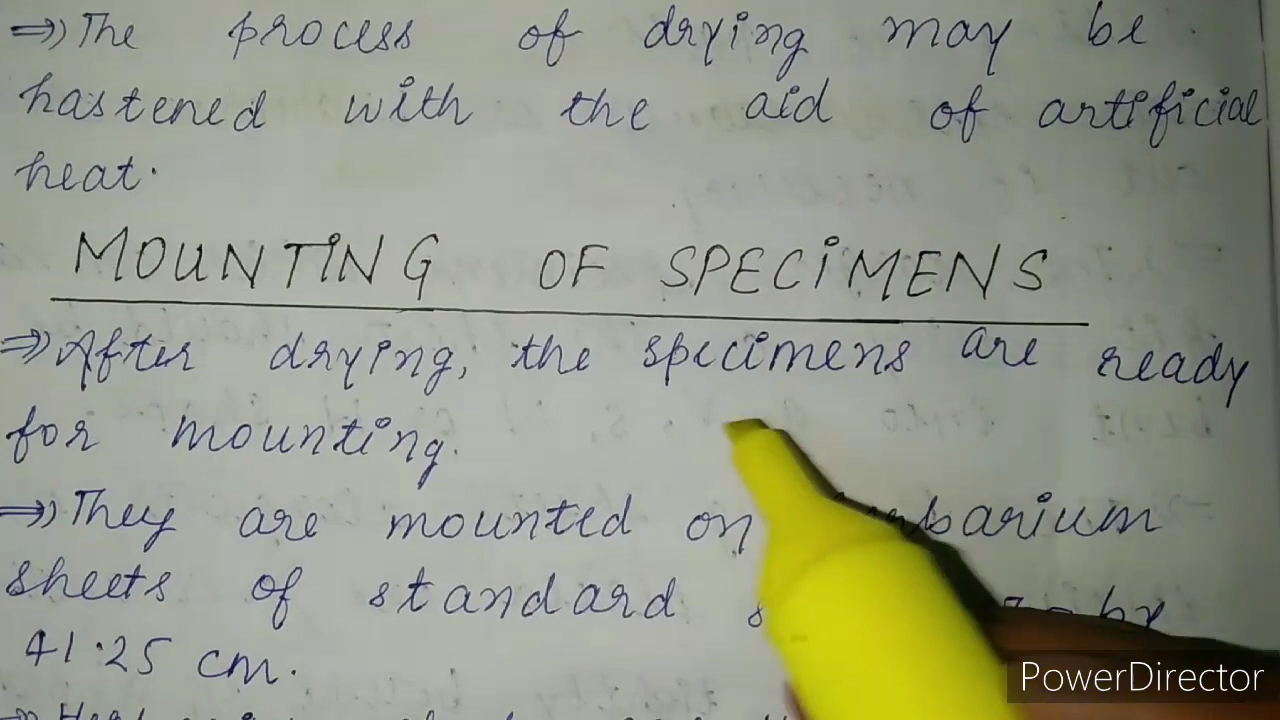 ⇒ The process of drying may be
hastened with the aid of artificial
heat.
MOUNTING OF SPECIMENS
⇒ After drying, the specimens are ready
for mounting.
⇒ They are mounted on
sheets of standard by
41.25 cm.
PowerDirector